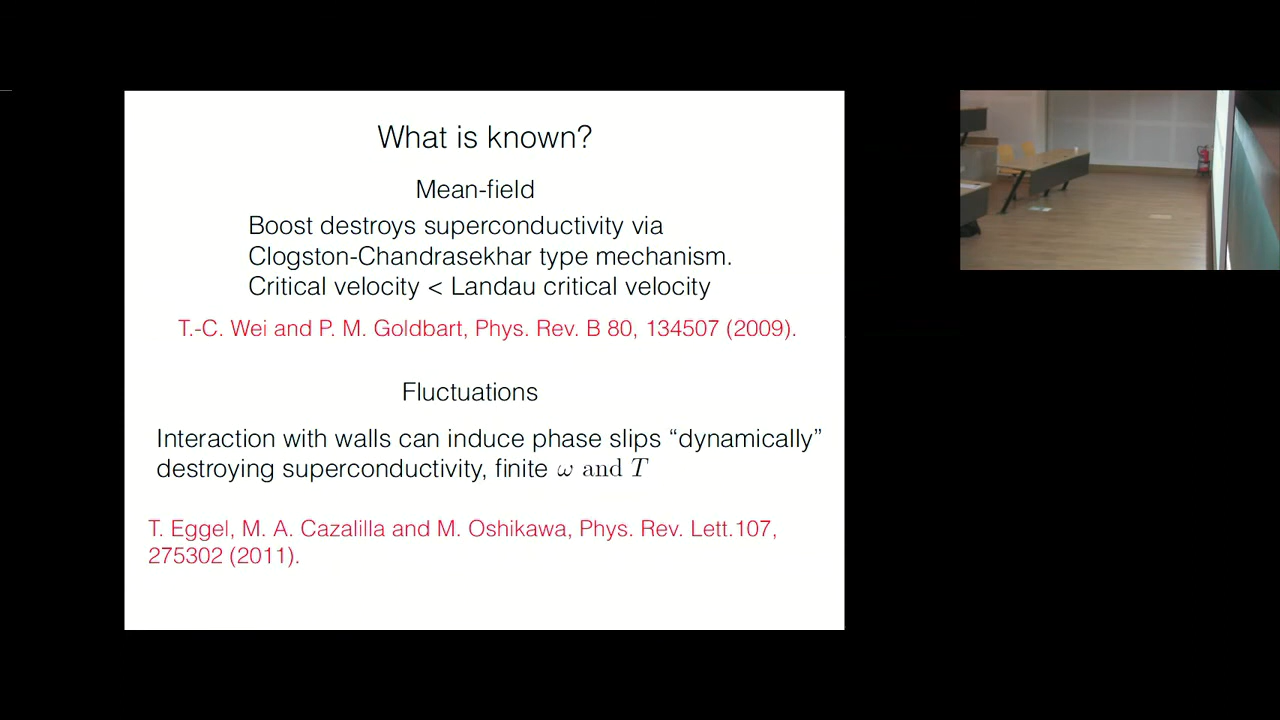 What is known?
Mean-field
Boost destroys superconductivity via
Clogston-Chandrasekhar type mechanism.
Critical velocity < Landau critical velocity
T.-C. Wei and P. M. Goldbart, Phys. Rev. B 80, 134507 (2009).
Fluctuations
Interaction with walls can induce phase slips “dynamically”
destroying superconductivity, finite ω and T
T. Eggel, M. A. Cazalilla and M. Oshikawa, Phys. Rev. Lett.107,
275302 (2011).